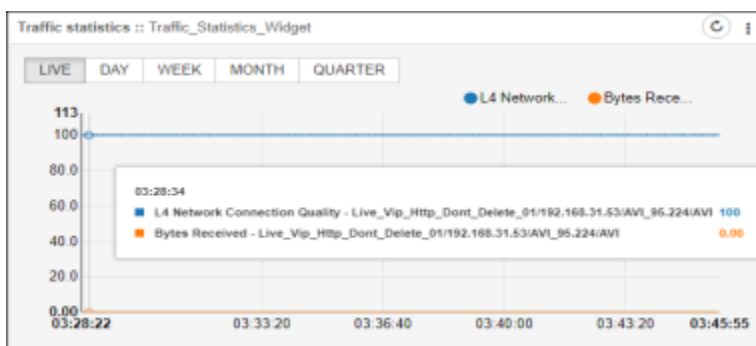 Traffic statistics :: Traffic_Statistics_Widget
LIVE DAY WEEK MONTH QUARTER
L4 Network... Bytes Rece...
113
100
80.0
03:28:34
60.0
L4 Network Connection Quality - Live_Vip_Http_Dont_Delete_01/192.168.31.53/AVI_95.224/AVI 100
Bytes Received - Live_Vip_Http_Dont_Delete_01/192.168.31.53/AVI_95.224/AVI 0.00
40.0
20.0
0.00
03:28:22 03:33:20 03:36:40 03:40:00 03:43:20 03:45:55